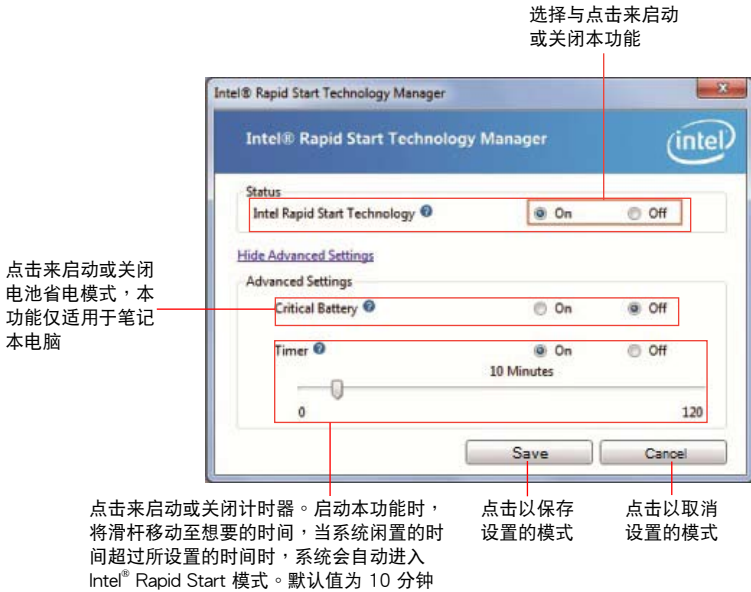 选择与点击来启动
或关闭本功能
Intel® Rapid Start Technology Manager
Intel® Rapid Start Technology Manager
intel
Status
Intel Rapid Start Technology ? On Off
Hide Advanced Settings
Advanced Settings
点击来启动或关闭
电池省电模式，本
功能仅适用于笔记
本电脑
Critical Battery ? On Off
Timer ? On Off
10 Minutes
0 120
Save Cancel
点击来启动或关闭计时器。启动本功能时，
将滑杆移动至想要的时间，当系统闲置的时
间超过所设置的时间时，系统会自动进入
Intel® Rapid Start 模式。默认值为 10 分钟
点击以保存
设置的模式
点击以取消
设置的模式